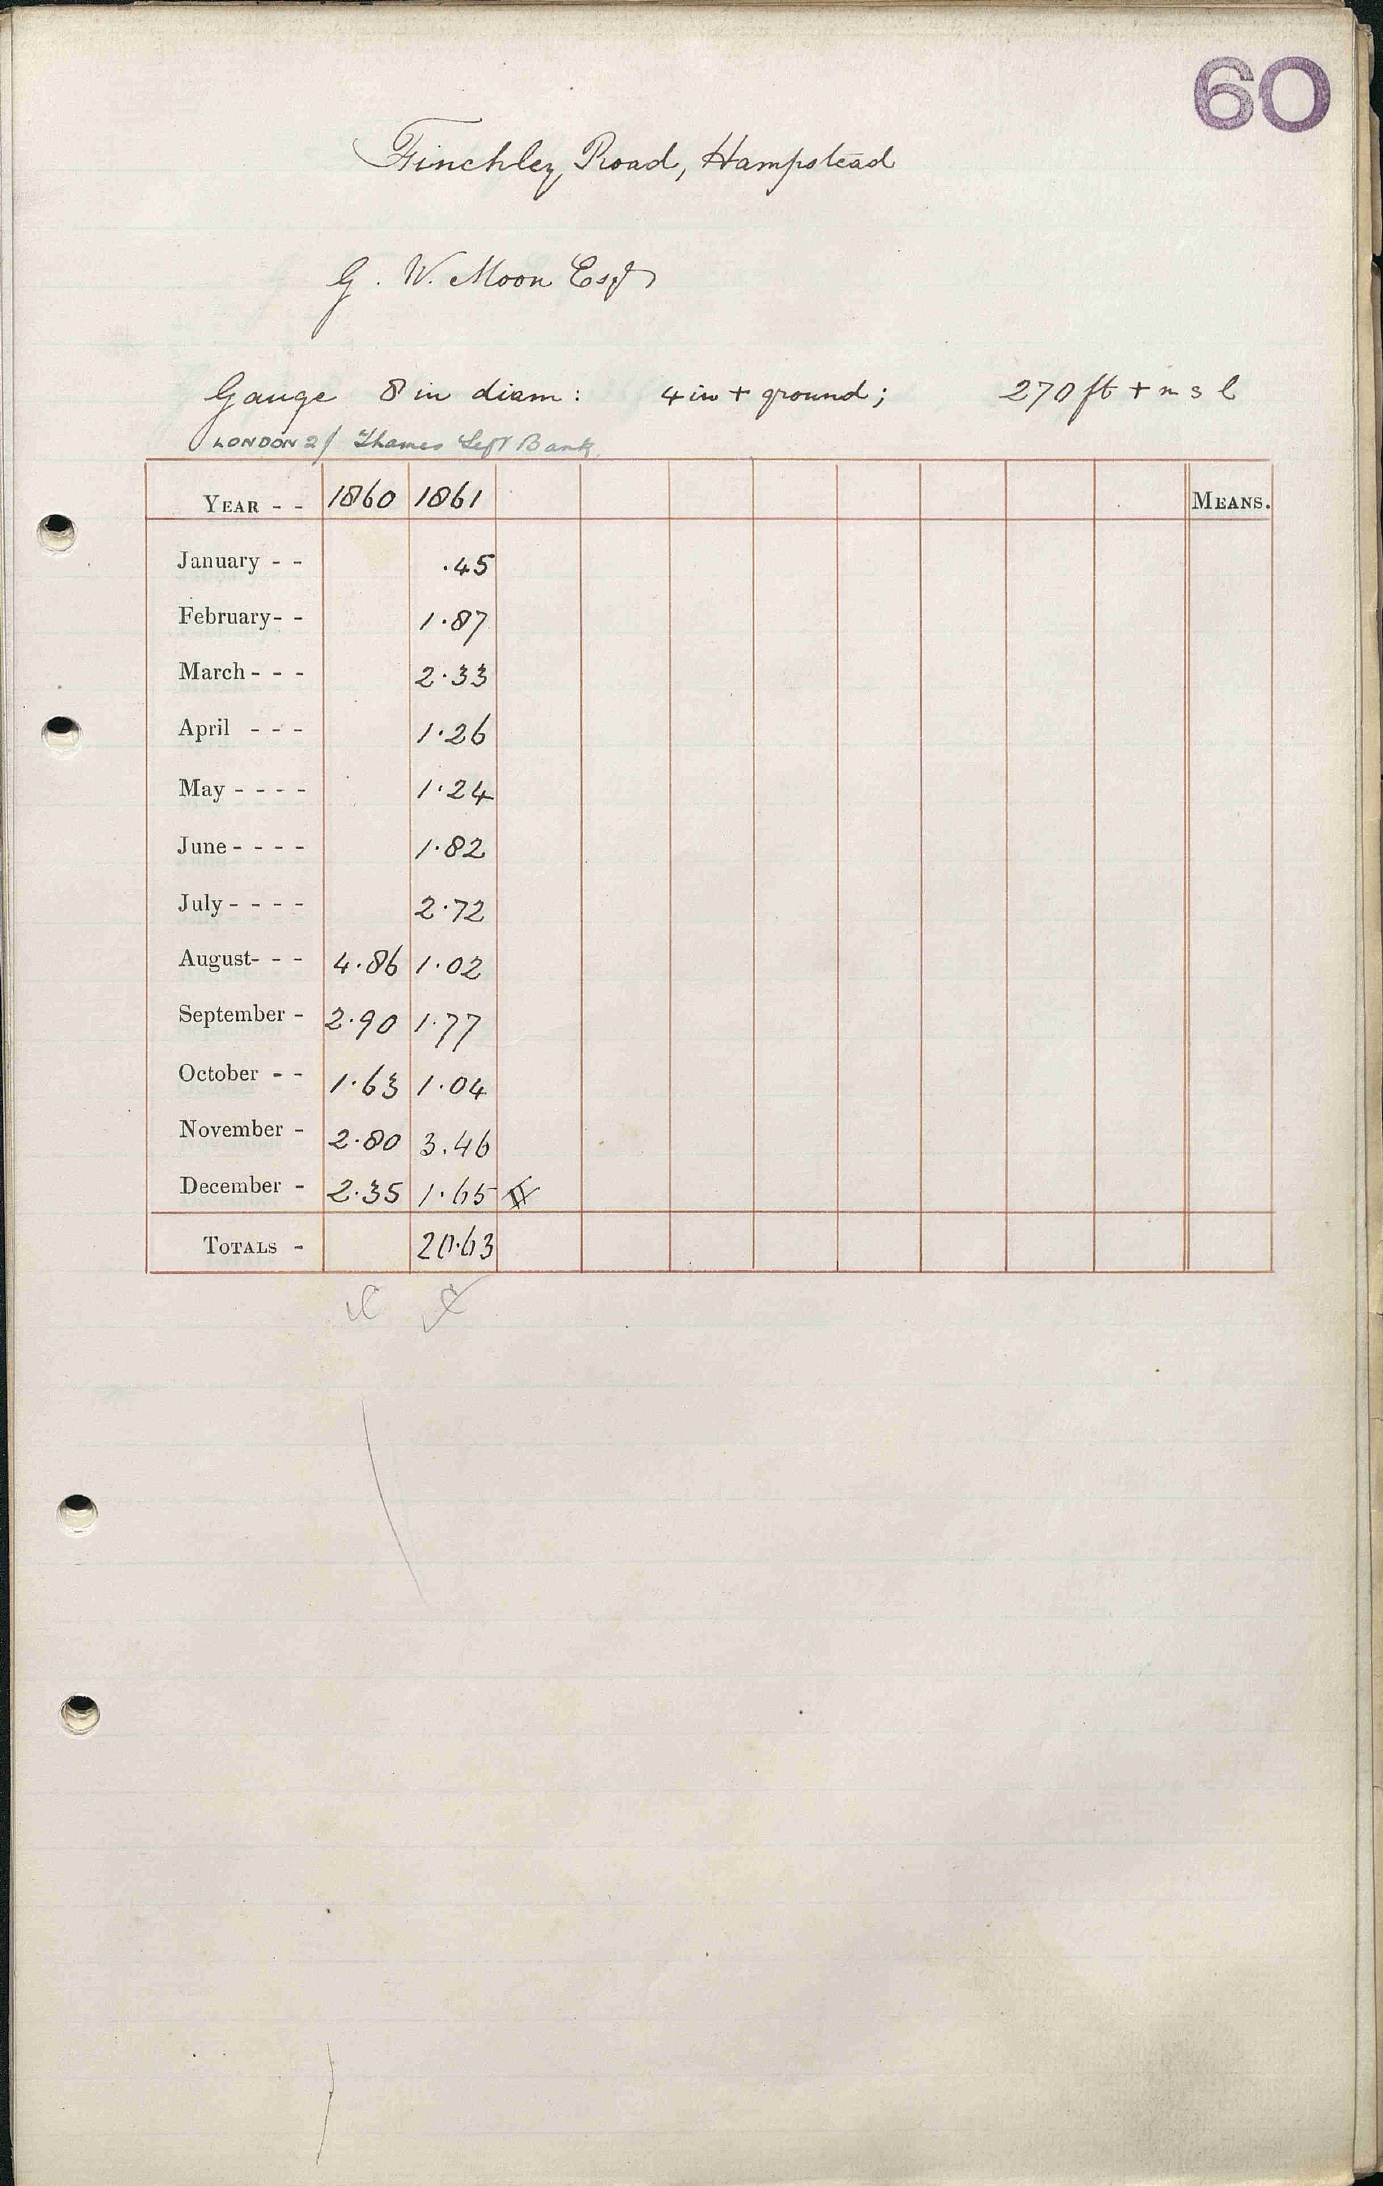 60
Finchley Road, Hampstead
G. W. Moon Esqr
Gauge 8 in diam: 4 in + ground; 270 ft + m s l
LONDON 2/ Thames Left Bank
YEAR - - 1860 1861 MEANS.
January - - .45
February- - 1.87
March - - - 2.33
April - - - 1.26
May - - - - 1.24
June - - - - 1.82
July - - - - 2.72
August- - - 4.86 1.02
September - 2.90 1.77
October - - 1.63 1.04
November - 2.80 3.46
December - 2.35 1.65
TOTALS - 20.63